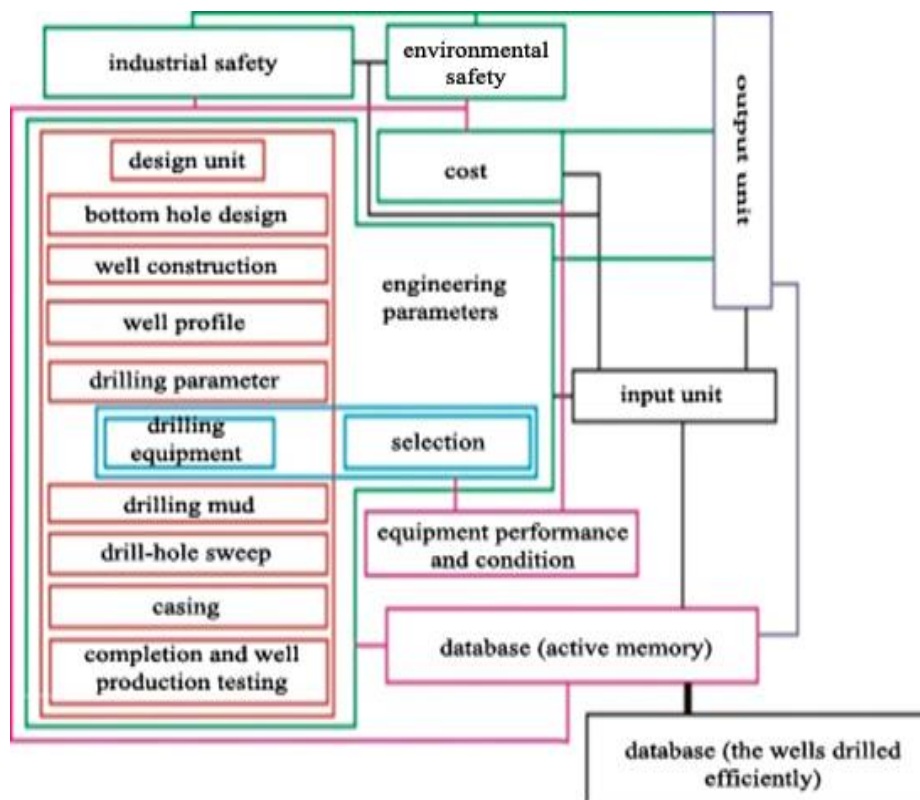 industrial safety
environmental
safety
output unit
design unit
cost
bottom hole design
well construction
engineering
parameters
well profile
drilling parameter
input unit
drilling
equipment
selection
drilling mud
equipment performance
and condition
drill-hole sweep
casing
database (active memory)
completion and well
production testing
database (the wells drilled
efficiently)